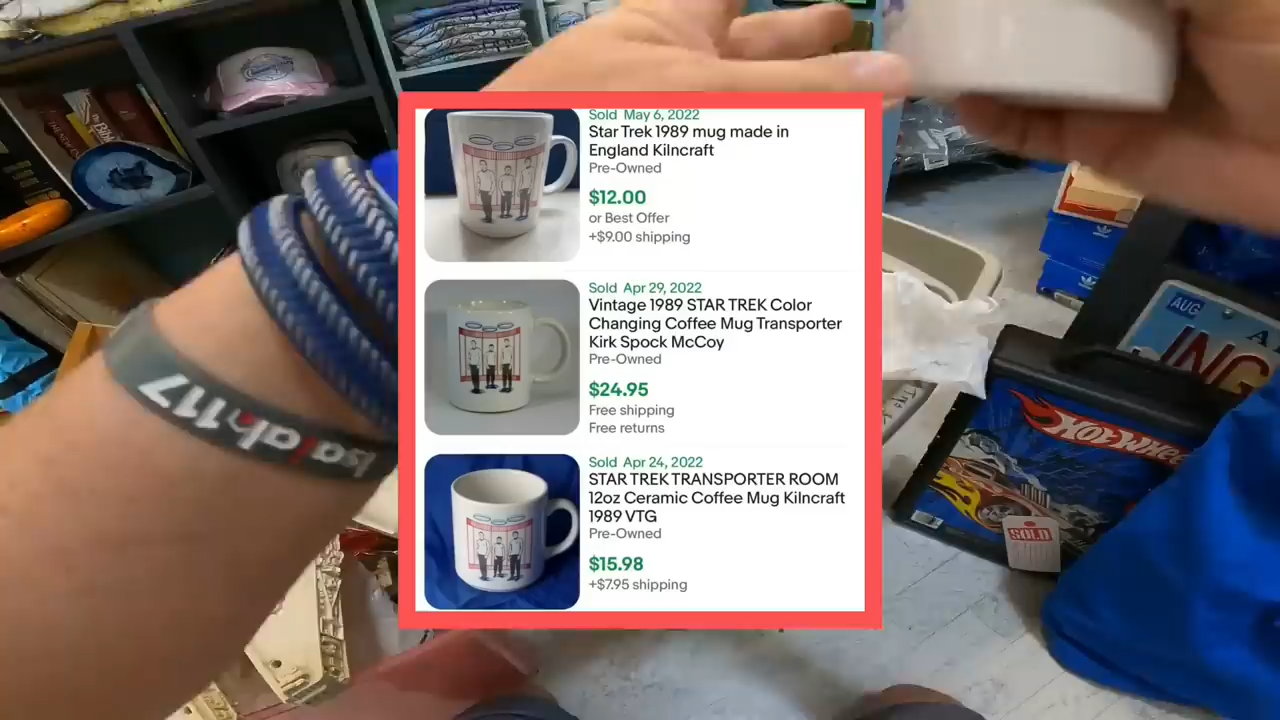 Sold May 6, 2022
Star Trek 1989 mug made in
England Kilncraft
Pre-Owned
$12.00
or Best Offer
+$9.00 shipping
Sold Apr 29, 2022
Vintage 1989 STAR TREK Color
Changing Coffee Mug Transporter
Kirk Spock McCoy
Pre-Owned
$24.95
Free shipping
Free returns
Sold Apr 24, 2022
STAR TREK TRANSPORTER ROOM
12oz Ceramic Coffee Mug Kilncraft
1989 VTG
Pre-Owned
$15.98
+$7.95 shipping
AUG
ING
HOT WHEELS
SOLD